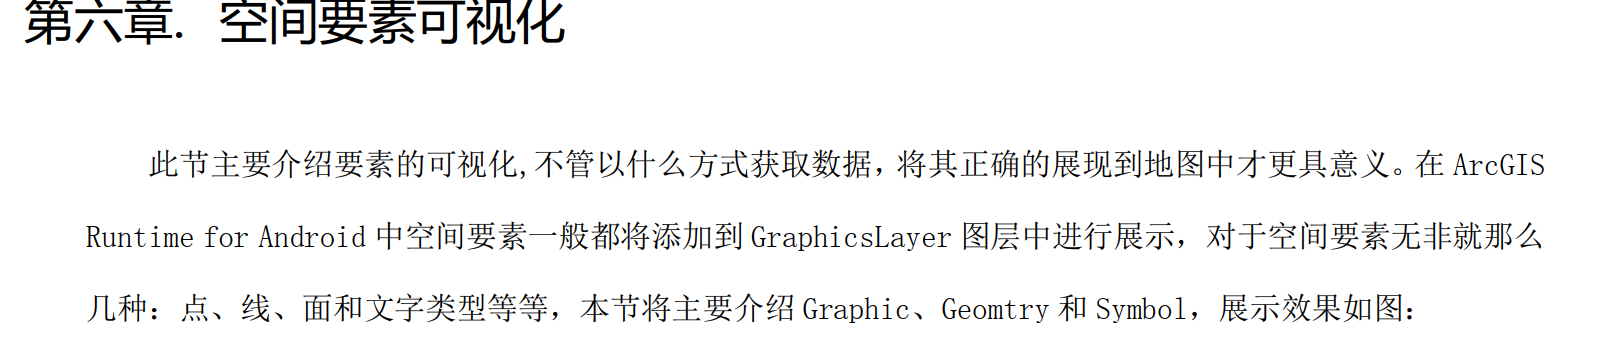 第六章. 空间要素可视化
此节主要介绍要素的可视化,不管以什么方式获取数据，将其正确的展现到地图中才更具意义。在 ArcGIS
Runtime for Android 中空间要素一般都将添加到 GraphicsLayer 图层中进行展示，对于空间要素无非就那么
几种：点、线、面和文字类型等等，本节将主要介绍 Graphic、Geomtry 和 Symbol，展示效果如图：